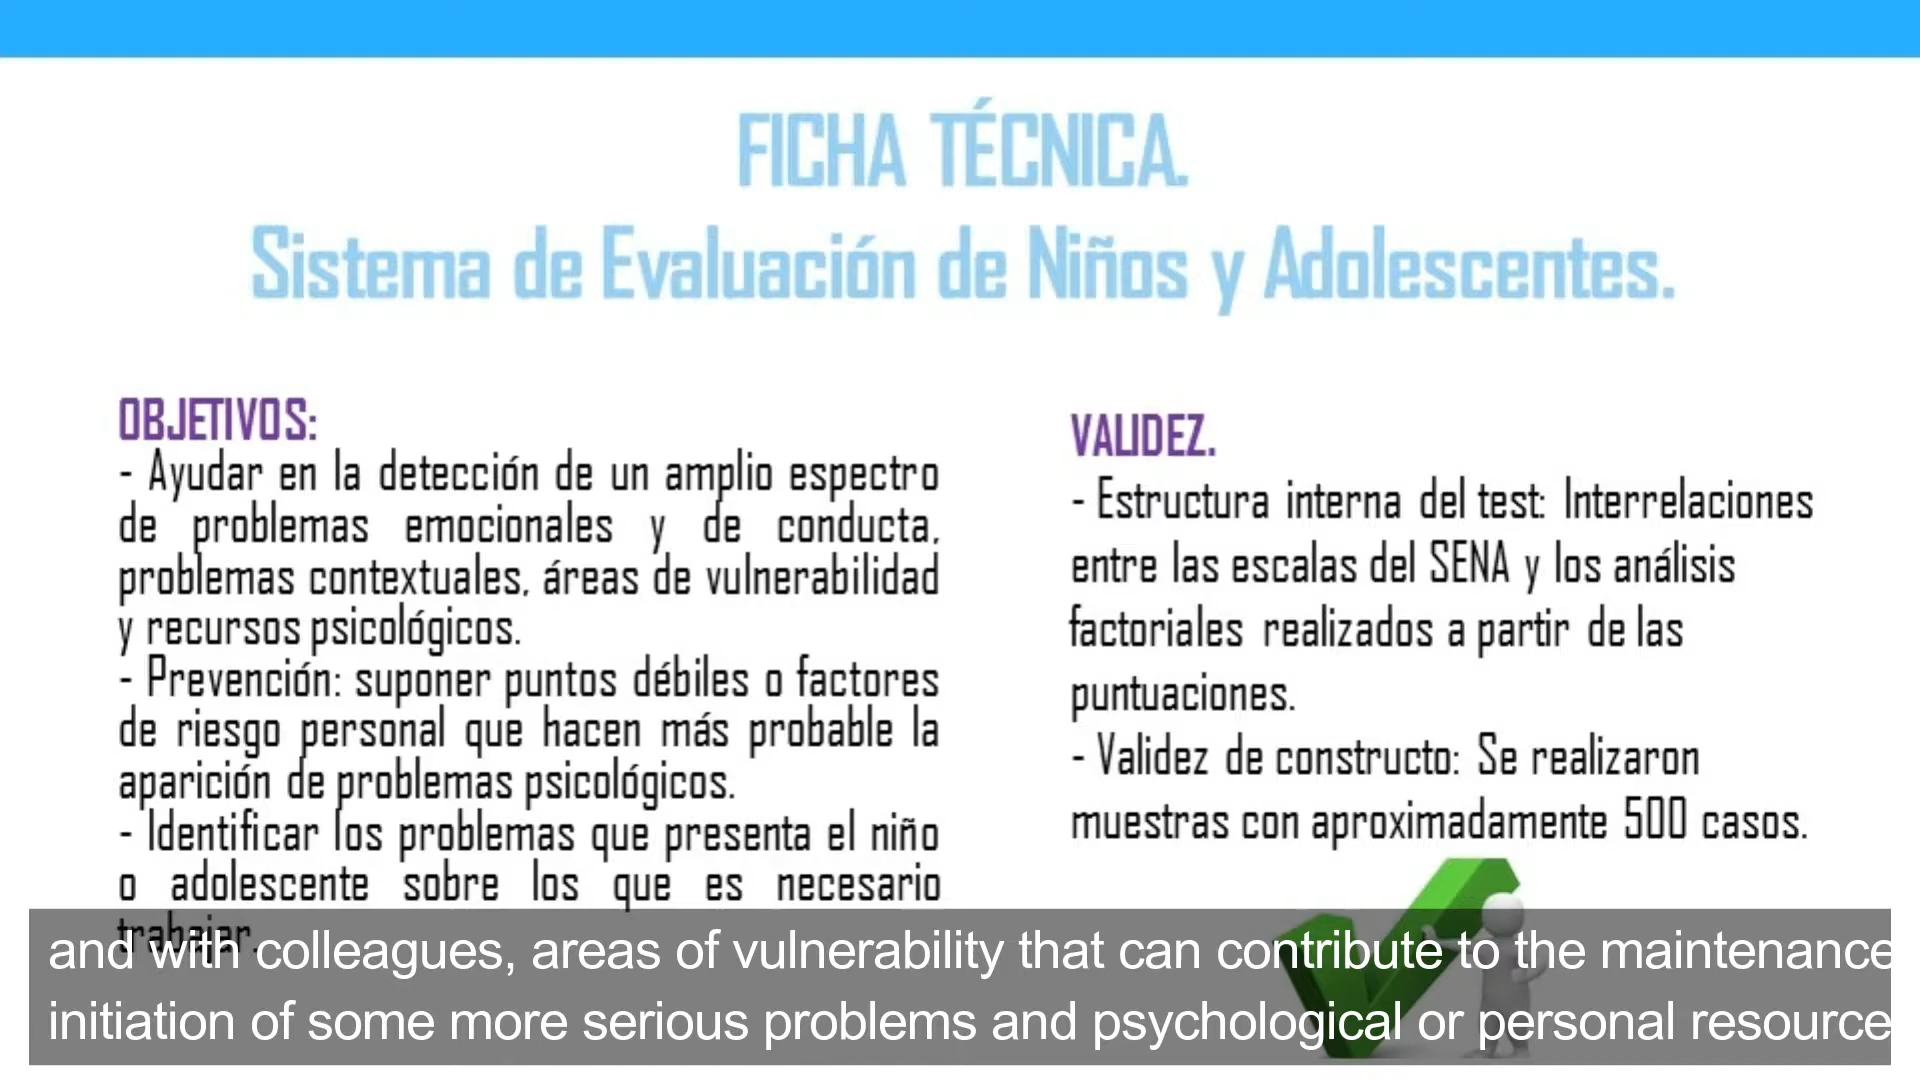 FICHA TÉCNICA.
Sistema de Evaluación de Niños y Adolescentes.
OBJETIVOS:
- Ayudar en la detección de un amplio espectro
de problemas emocionales y de conducta,
problemas contextuales, áreas de vulnerabilidad
y recursos psicológicos.
- Prevención: suponer puntos débiles o factores
de riesgo personal que hacen más probable la
aparición de problemas psicológicos.
- Identificar los problemas que presenta el niño
o adolescente sobre los que es necesario
trabajar.
VALIDEZ.
- Estructura interna del test: Interrelaciones
entre las escalas del SENA y los análisis
factoriales realizados a partir de las
puntuaciones.
- Validez de constructo: Se realizaron
muestras con aproximadamente 500 casos.
and with colleagues, areas of vulnerability that can contribute to the maintenance
initiation of some more serious problems and psychological or personal resource